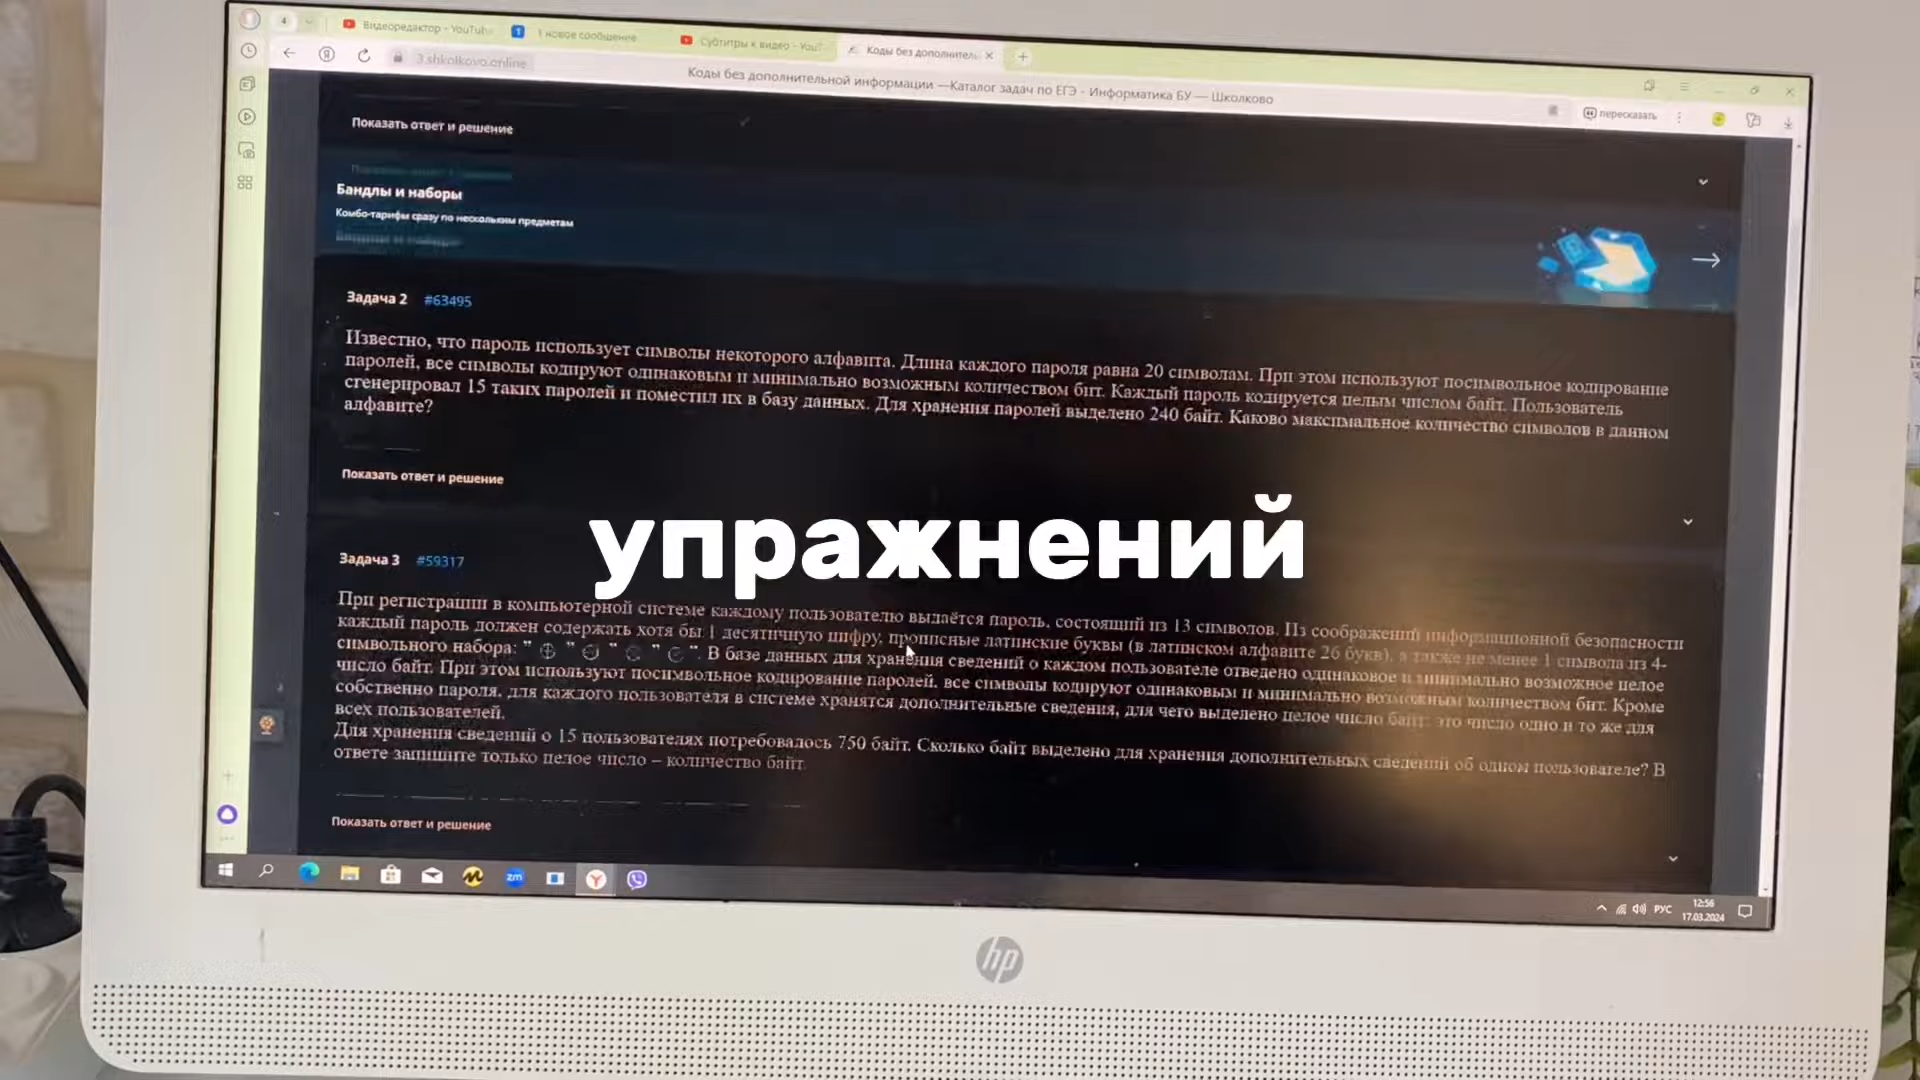 4
Видеоредактор - YouTube
1 новое сообщение
Субтитры к видео - YouT
Коды без дополнитель
3.shkolkovo.online
Коды без дополнительной информации —Каталог задач по ЕГЭ - Информатика БУ — Школково
пересказать
Показать ответ и решение
Бандлы и наборы
Комбо-тарифы сразу по нескольким предметам
Задача 2 #63495
Известно, что пароль использует символы некоторого алфавита. Длина каждого пароля равна 20 символам. При этом используют посимвольное кодирование
паролей, все символы кодируют одинаковым и минимально возможным количеством бит. Каждый пароль кодируется целым числом байт. Пользователь
сгенерировал 15 таких паролей и поместил их в базу данных. Для хранения паролей выделено 240 байт. Каково максимальное количество символов в данном
алфавите?
Показать ответ и решение
упражнений
Задача 3 #59317
При регистрации в компьютерной системе каждому пользователю выдаётся пароль, состоящий из 13 символов. Из соображений информационной безопасности
каждый пароль должен содержать хотя бы 1 десятичную цифру, прописные латинские буквы (в латинском алфавите 26 букв), а также не менее 1 символа из 4-
символьного набора: " ". В базе данных для хранения сведений о каждом пользователе отведено одинаковое и минимально возможное целое
число байт. При этом используют посимвольное кодирование паролей, все символы кодируют одинаковым и минимально возможным количеством бит. Кроме
собственно пароля, для каждого пользователя в системе хранятся дополнительные сведения, для чего выделено целое число байт; это число одно и то же для
всех пользователей.
Для хранения сведений о 15 пользователях потребовалось 750 байт. Сколько байт выделено для хранения дополнительных сведений об одном пользователе? В
ответе запишите только целое число – количество байт.
Показать ответ и решение
zm
РУС
12:56
17.03.2024
hp